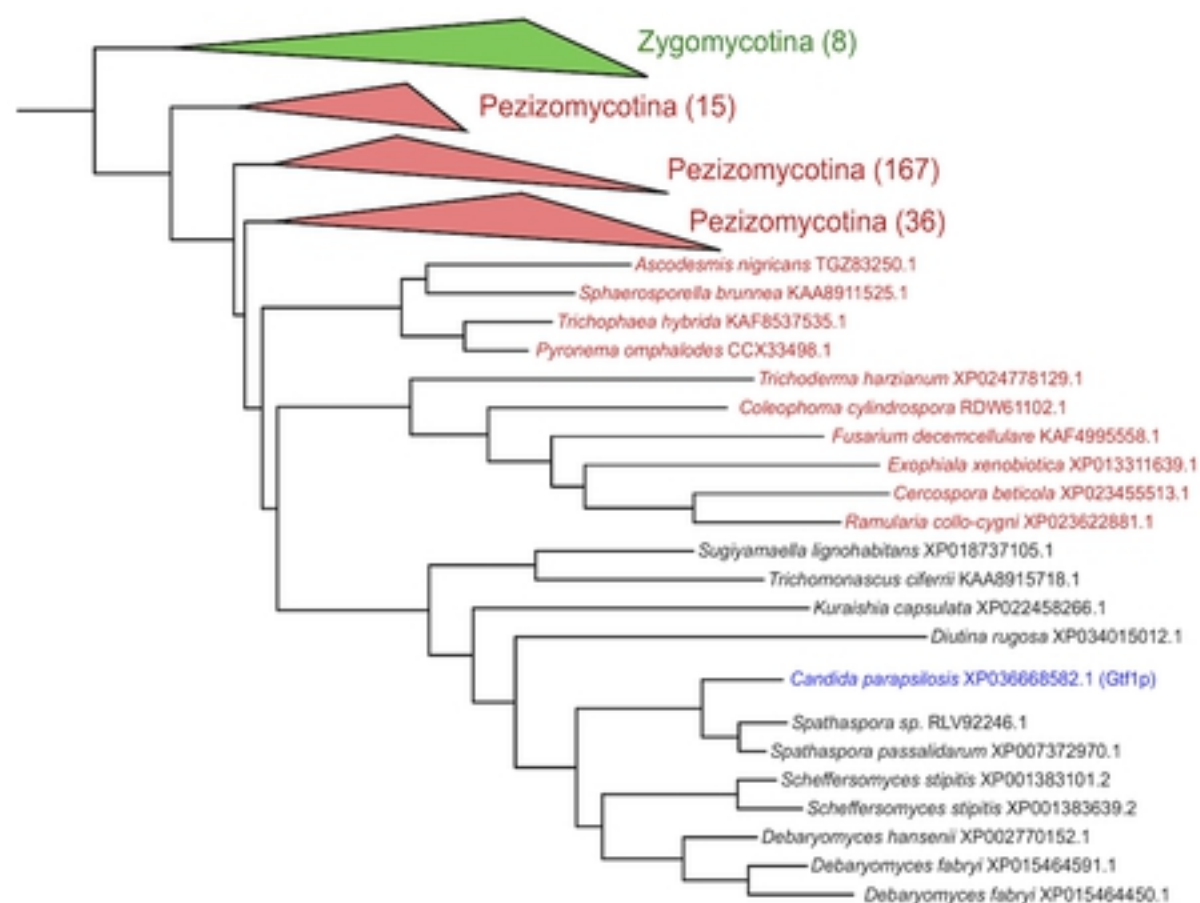 Zygomycotina (8)
Pezizomycotina (15)
Pezizomycotina (167)
Pezizomycotina (36)
Ascodesmis nigricans TGZ83250.1
Sphaerosporella brunnea KAA8911525.1
Trichophaea hybrida KAF8537535.1
Pyronema omphalodes CCX33498.1
Trichoderma harzianum XP024778129.1
Coleophoma cylindrospora RDW61102.1
Fusarium decemcellulare KAF4995558.1
Exophiala xenobiotica XP013311639.1
Cercospora beticola XP023455513.1
Ramularia collo-cygni XP023622881.1
Sugiyamaella lignohabitans XP018737105.1
Trichomonascus ciferrii KAA8915718.1
Kuraishia capsulata XP022458266.1
Diutina rugosa XP034015012.1
Candida parapsilosis XP036668582.1 (Gtf1p)
Spathaspora sp. RLV92246.1
Spathaspora passalidarum XP007372970.1
Scheffersomyces stipitis XP001383101.2
Scheffersomyces stipitis XP001383639.2
Debaryomyces hansenii XP002770152.1
Debaryomyces fabryi XP015464591.1
Debaryomyces fabryi XP015464450.1